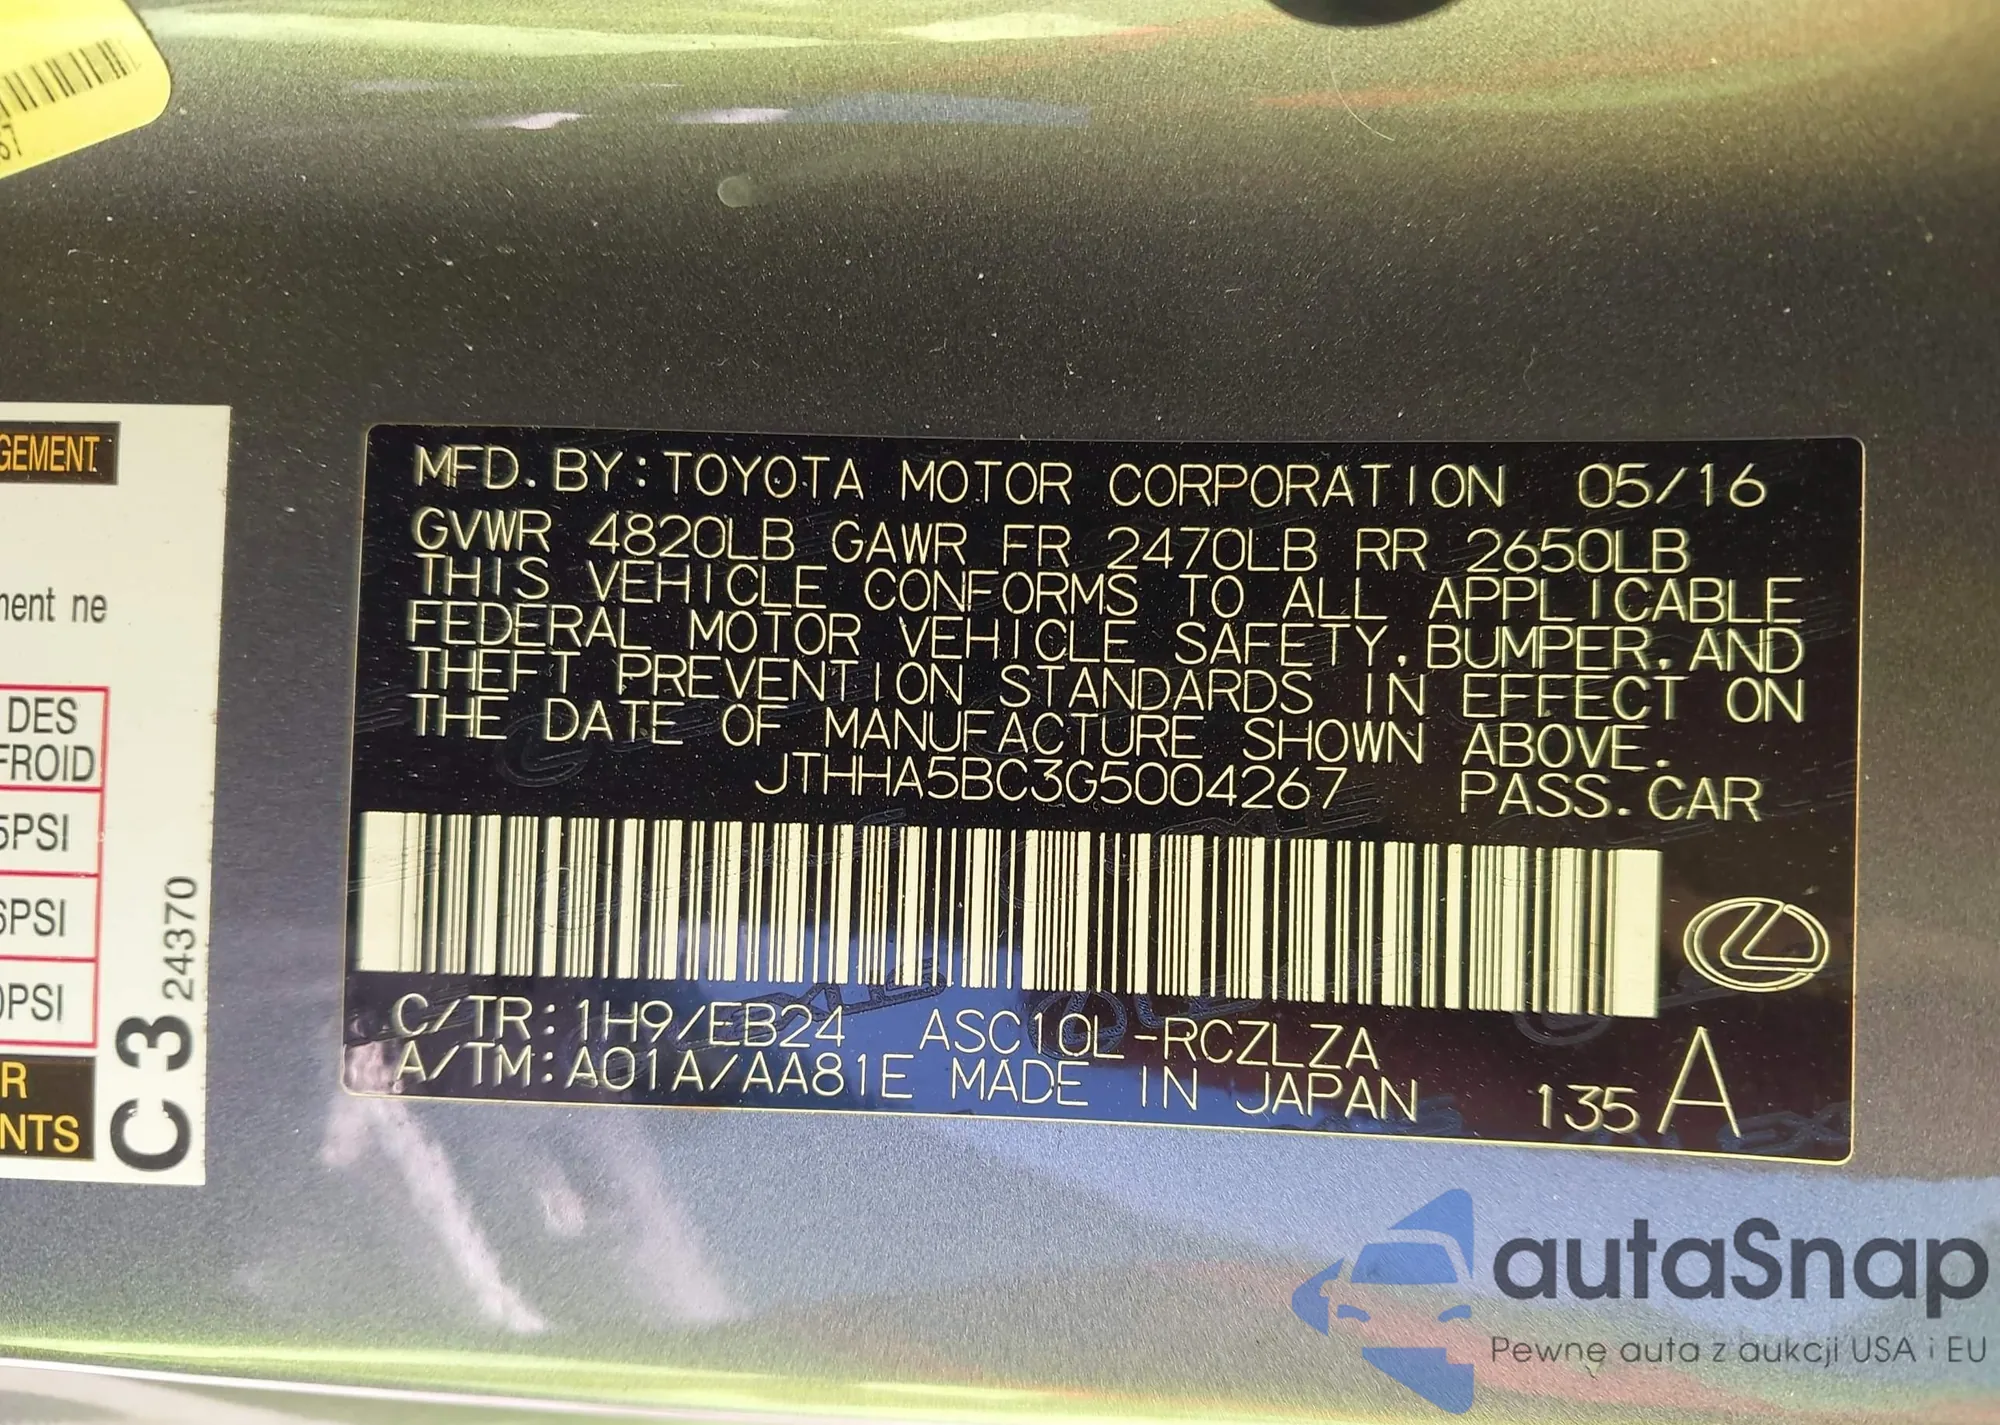 67
GEMENT
ment ne
DES
FROID
5PSI
6PSI
0PSI
R
NTS
C3 24370
MFD. BY: TOYOTA MOTOR CORPORATION 05/16
GVWR 4820LB GAWR FR 2470LB RR 2650LB
THIS VEHICLE CONFORMS TO ALL APPLICABLE
FEDERAL MOTOR VEHICLE SAFETY, BUMPER, AND
THEFT PREVENTION STANDARDS IN EFFECT ON
THE DATE OF MANUFACTURE SHOWN ABOVE.
JTHHA5BC3G5004267 PASS. CAR
C/TR: 1H9/EB24 ASC10L-RCZLZA
A/TM: A01A/AA81E MADE IN JAPAN 135 A
autaSnap
Pewne auta z aukcji USA i EU